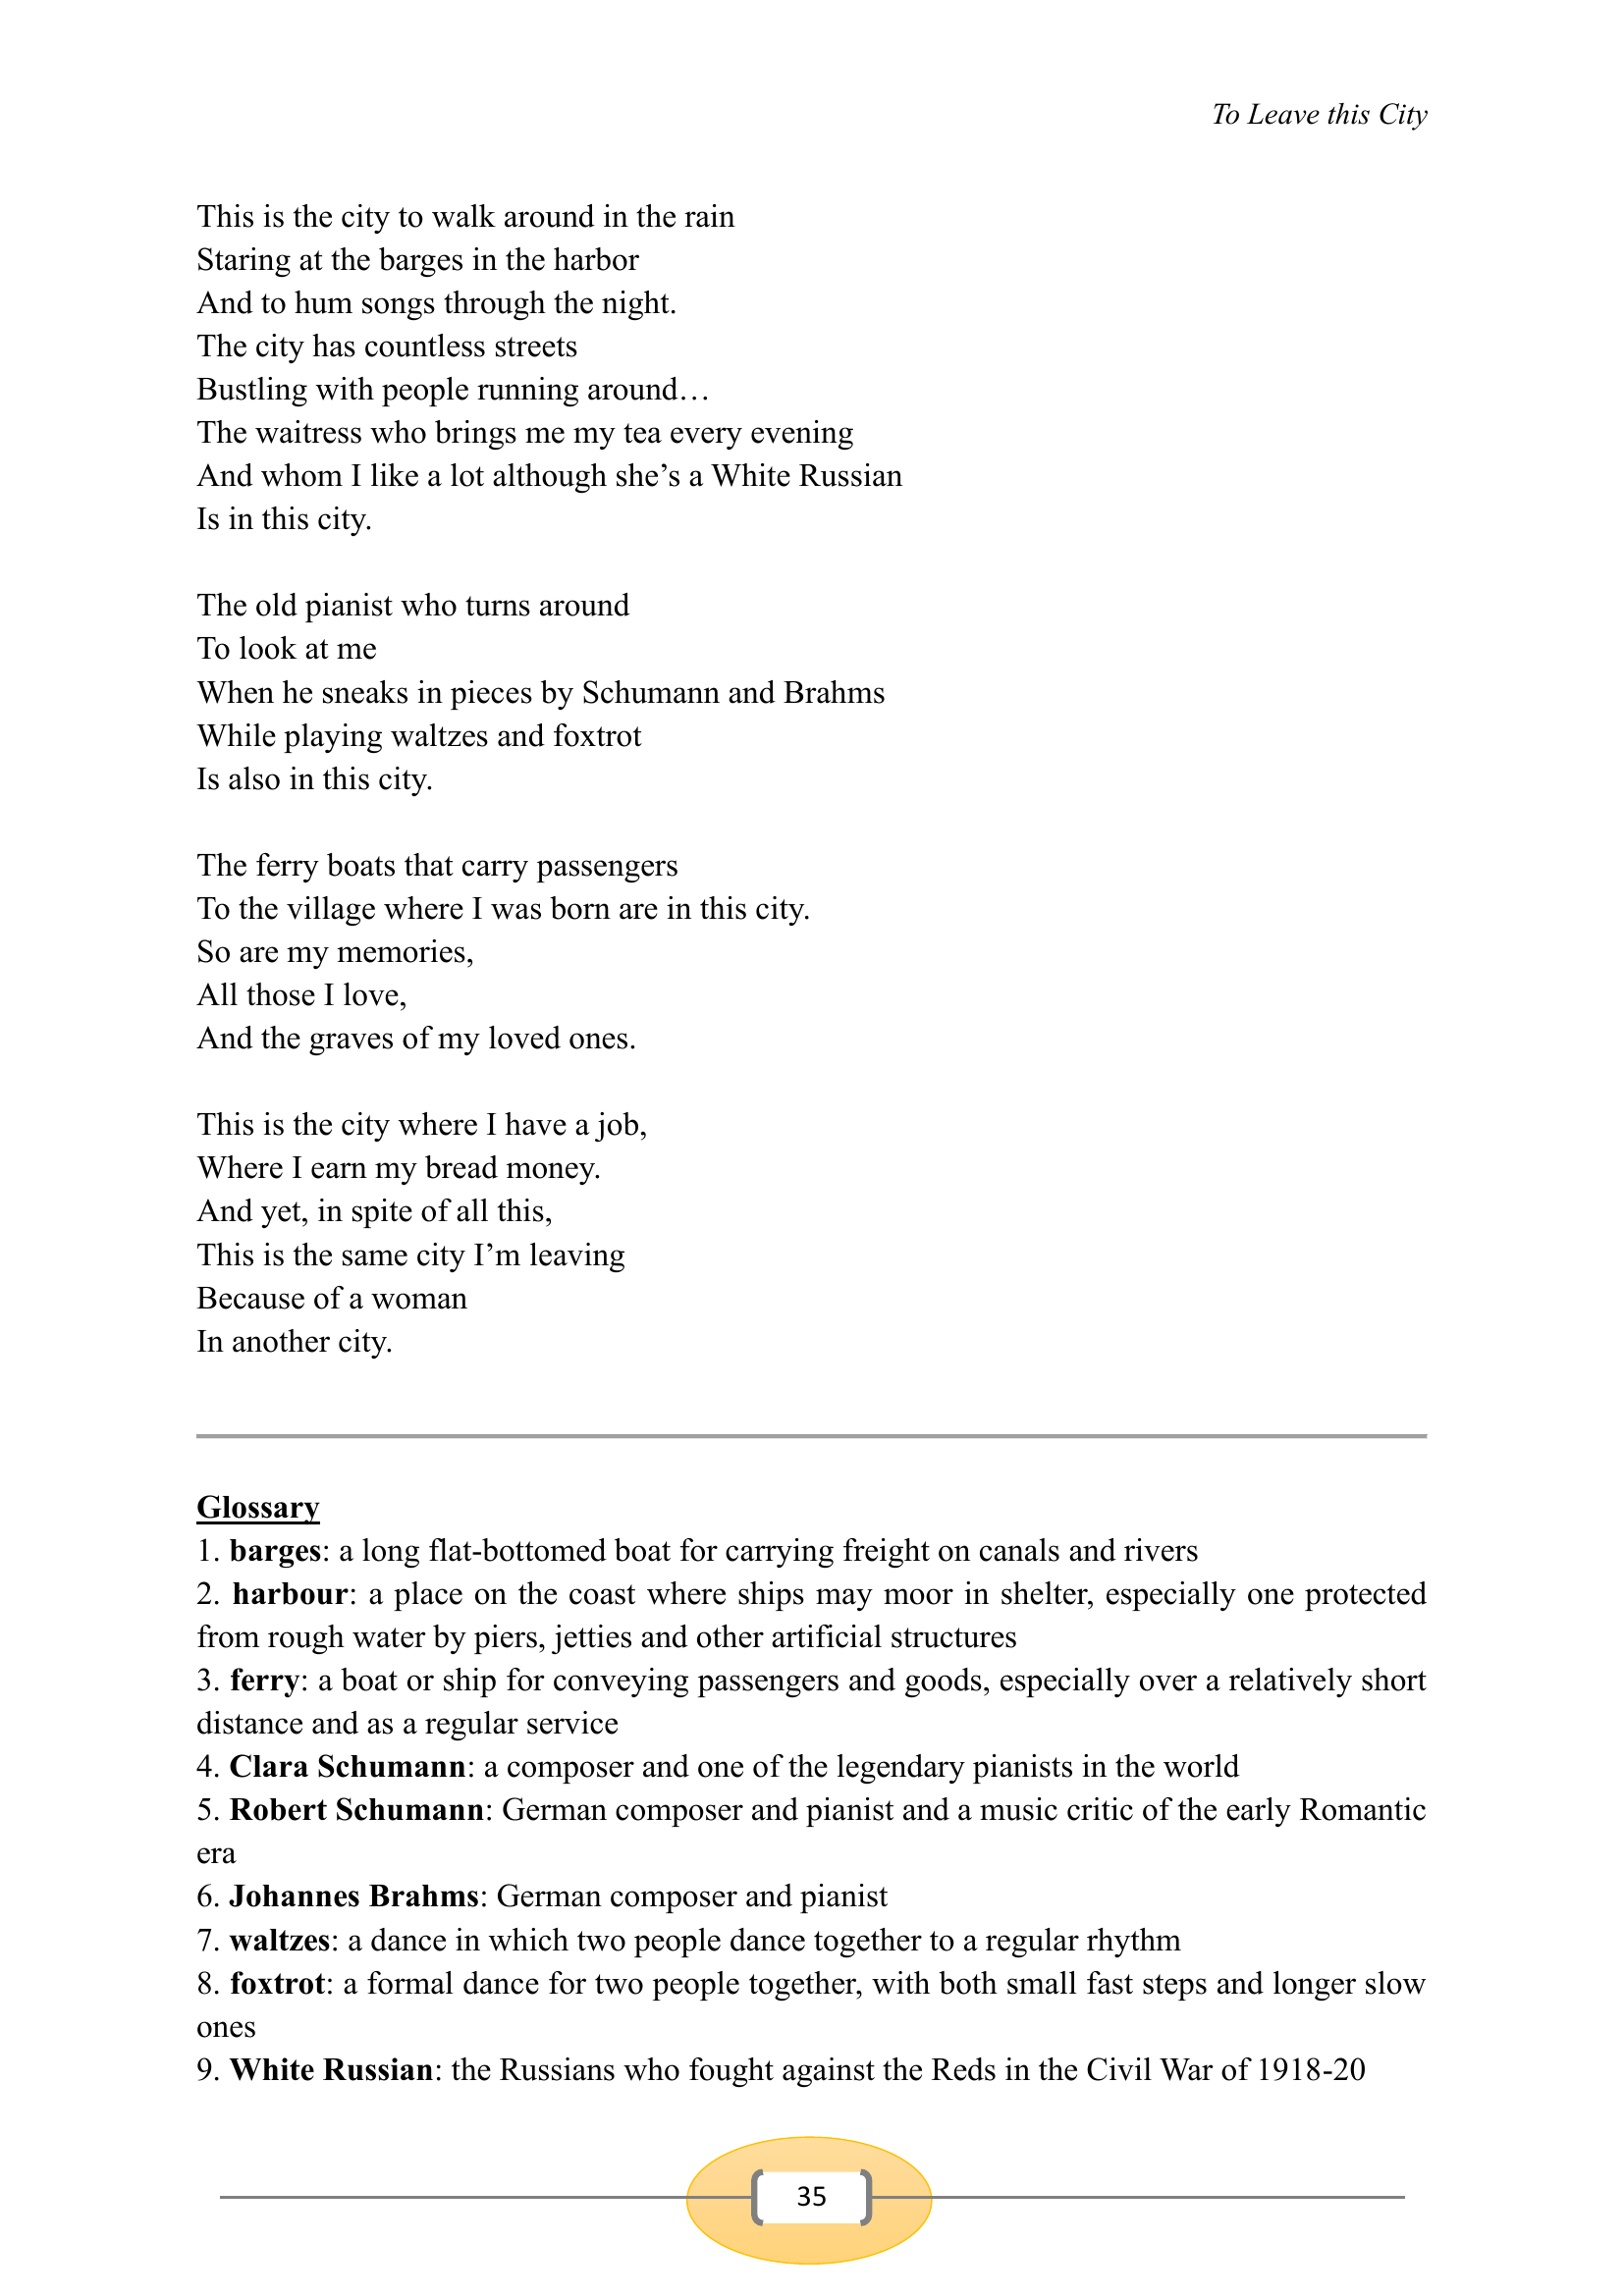 To Leave this City
This is the city to walk around in the rain
Staring at the barges in the harbor
And to hum songs through the night.
The city has countless streets
Bustling with people running around…
The waitress who brings me my tea every evening
And whom I like a lot although she’s a White Russian
Is in this city.
The old pianist who turns around
To look at me
When he sneaks in pieces by Schumann and Brahms
While playing waltzes and foxtrot
Is also in this city.
The ferry boats that carry passengers
To the village where I was born are in this city.
So are my memories,
All those I love,
And the graves of my loved ones.
This is the city where I have a job,
Where I earn my bread money.
And yet, in spite of all this,
This is the same city I’m leaving
Because of a woman
In another city.
Glossary
1. barges: a long flat-bottomed boat for carrying freight on canals and rivers
2. harbour: a place on the coast where ships may moor in shelter, especially one protected
from rough water by piers, jetties and other artificial structures
3. ferry: a boat or ship for conveying passengers and goods, especially over a relatively short
distance and as a regular service
4. Clara Schumann: a composer and one of the legendary pianists in the world
5. Robert Schumann: German composer and pianist and a music critic of the early Romantic
era
6. Johannes Brahms: German composer and pianist
7. waltzes: a dance in which two people dance together to a regular rhythm
8. foxtrot: a formal dance for two people together, with both small fast steps and longer slow
ones
9. White Russian: the Russians who fought against the Reds in the Civil War of 1918-20
35